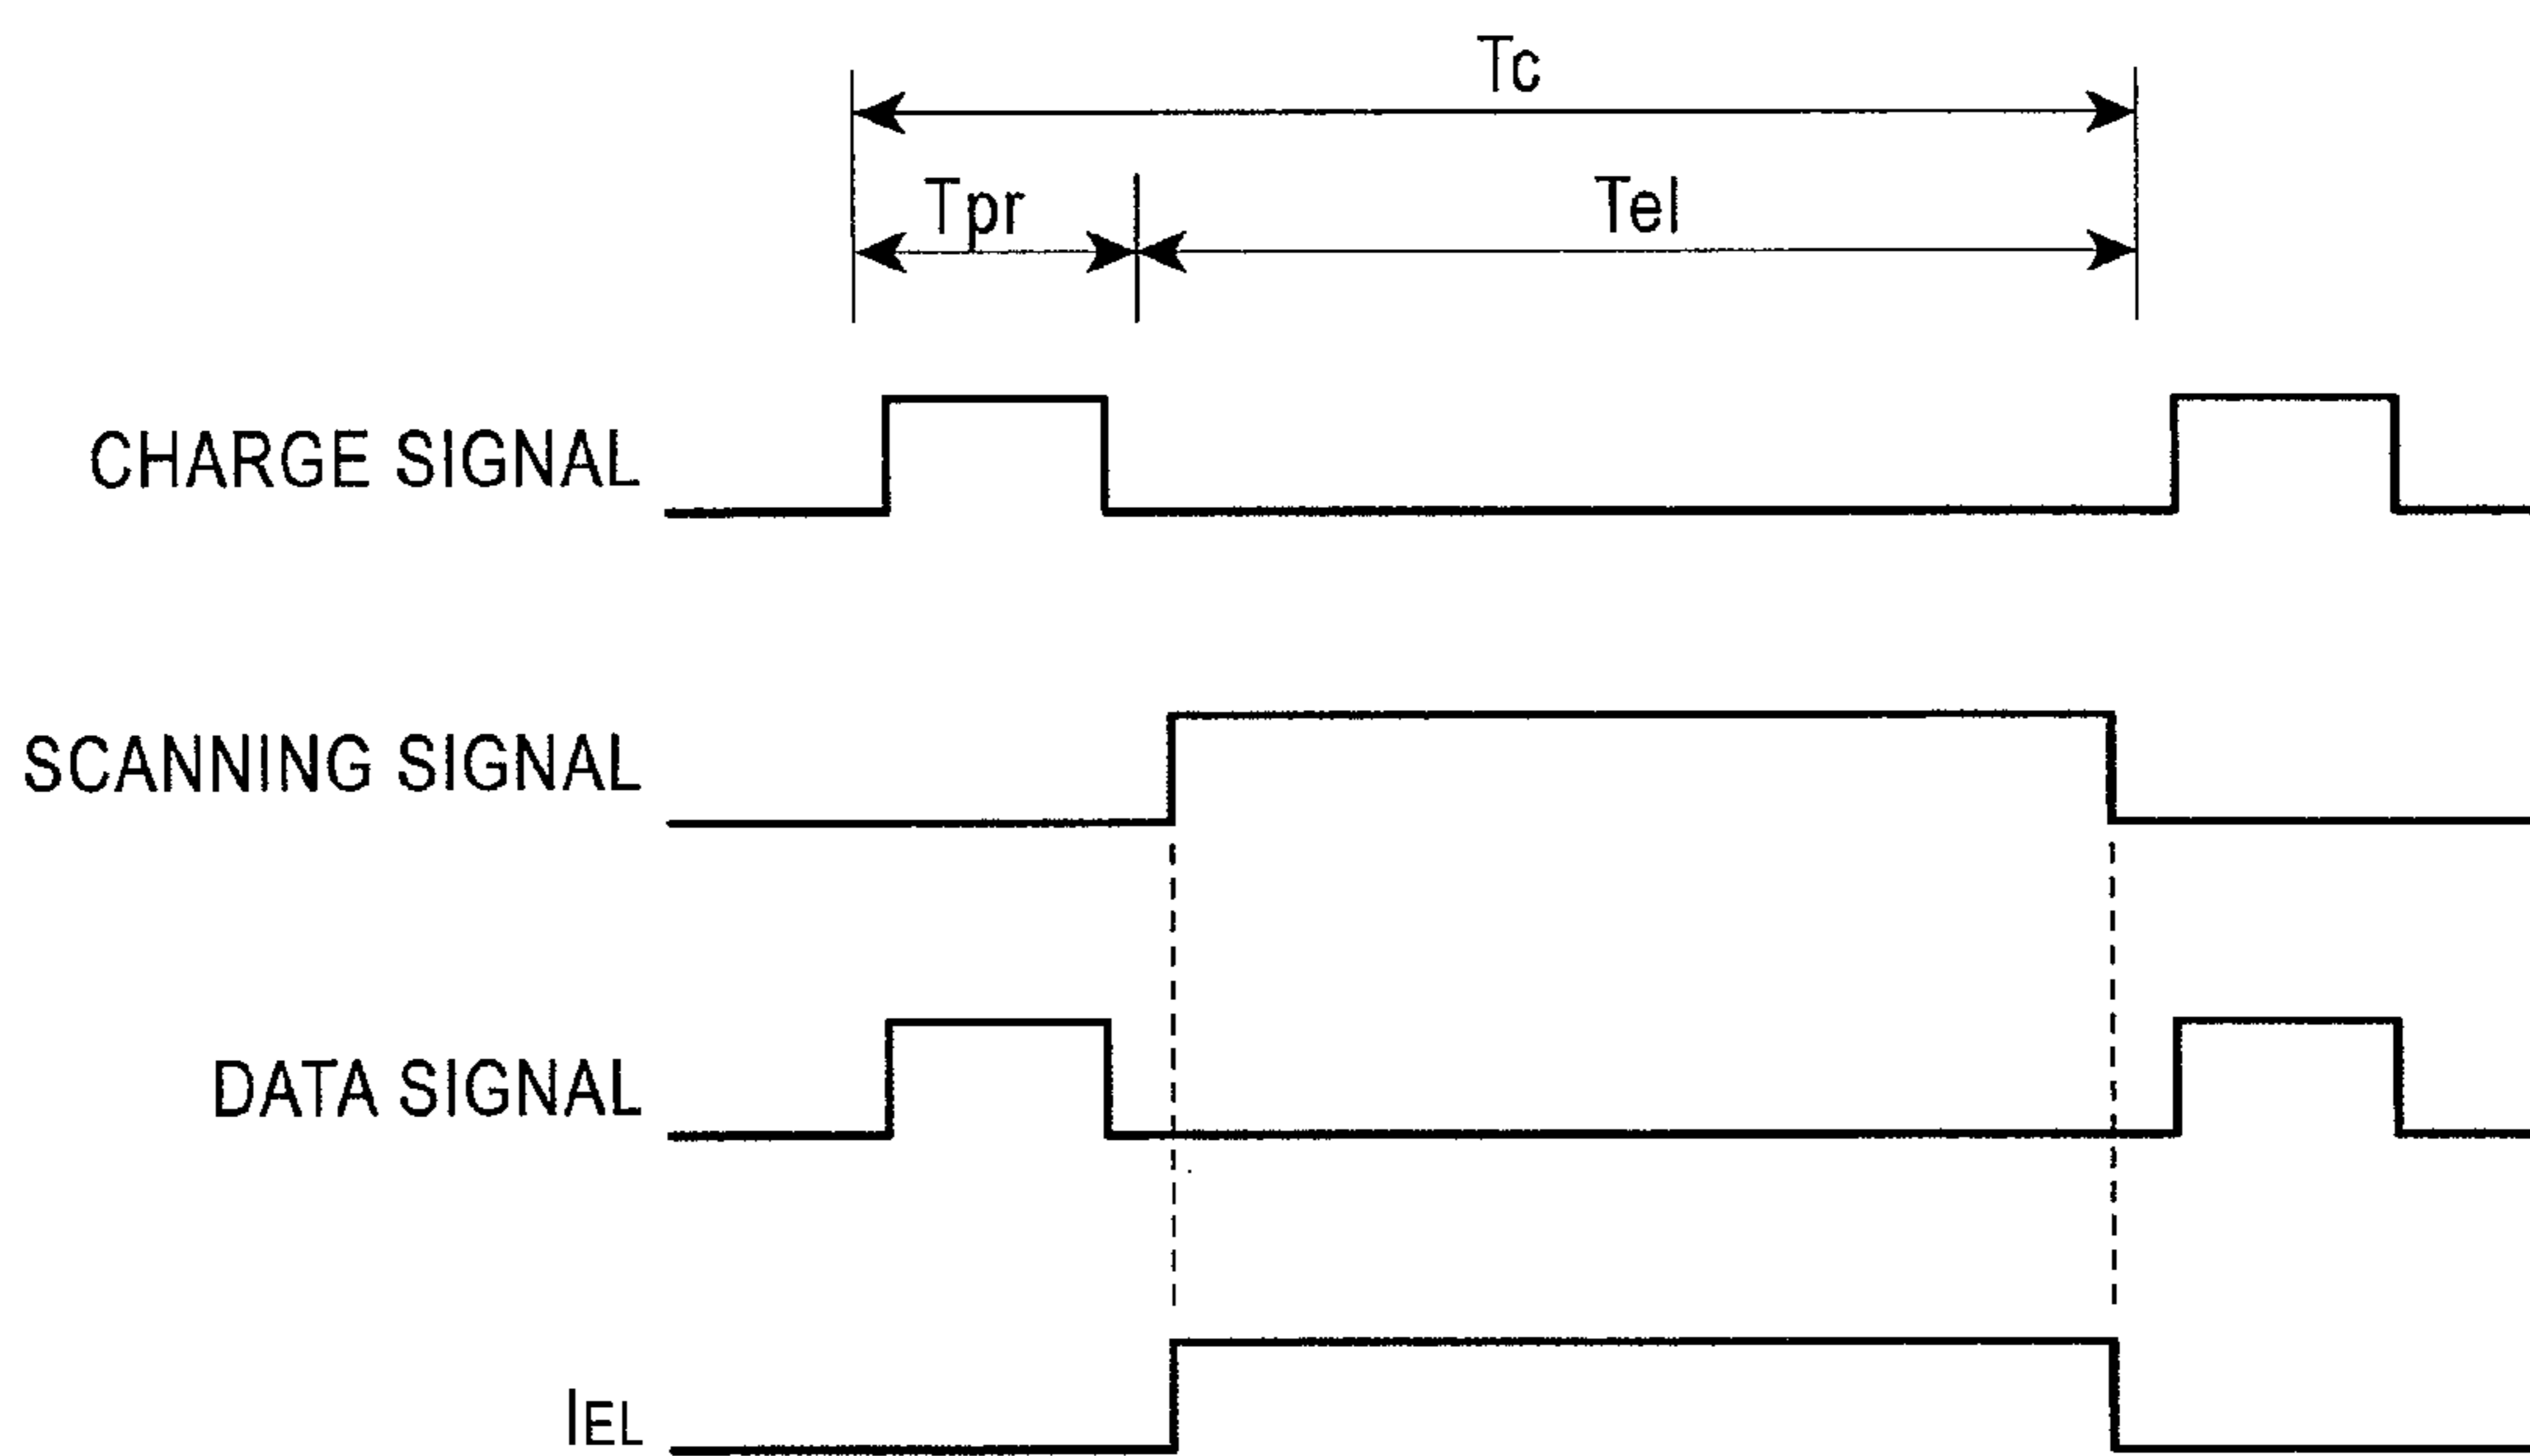 Tc
Tpr
Tel
CHARGE SIGNAL
SCANNING SIGNAL
DATA SIGNAL
IEL